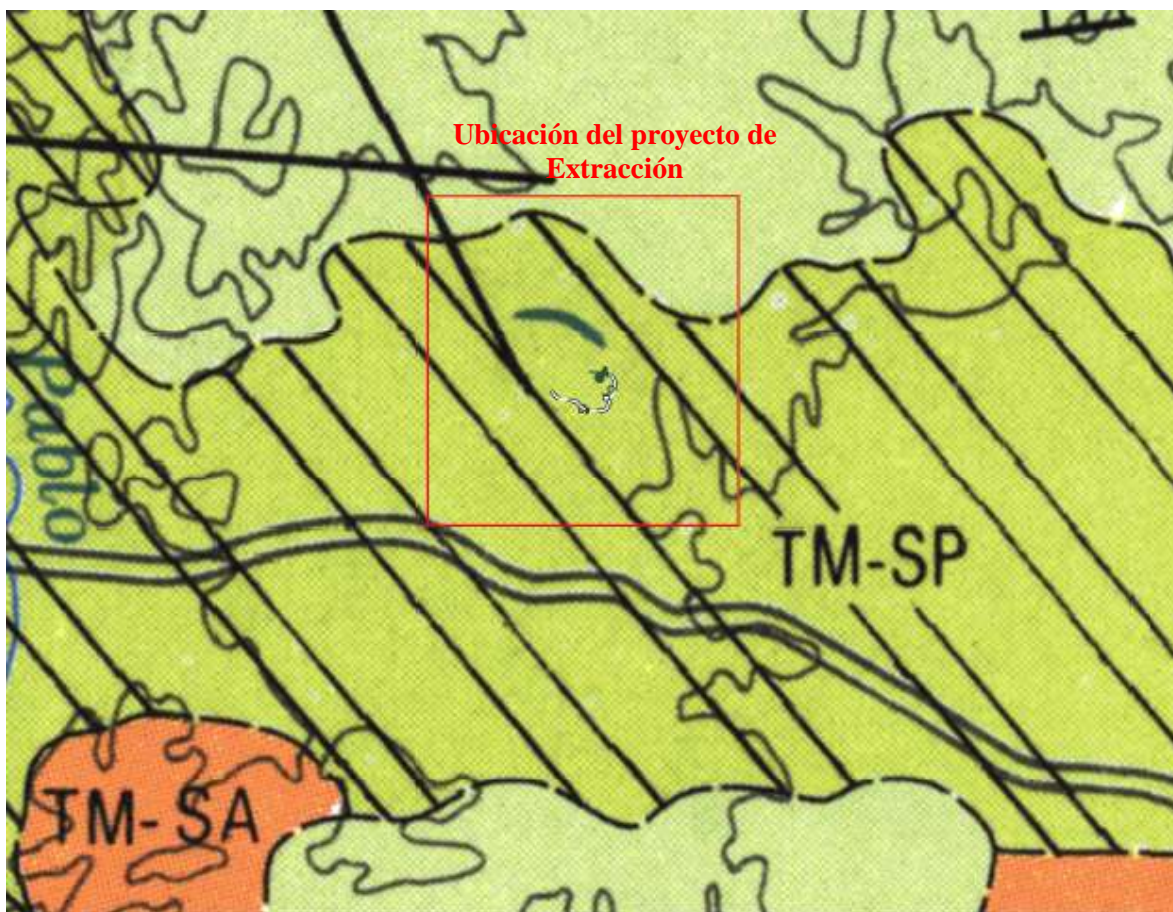 Ubicación del proyecto de
Extracción
Pablo
TM-SP
TM-SA